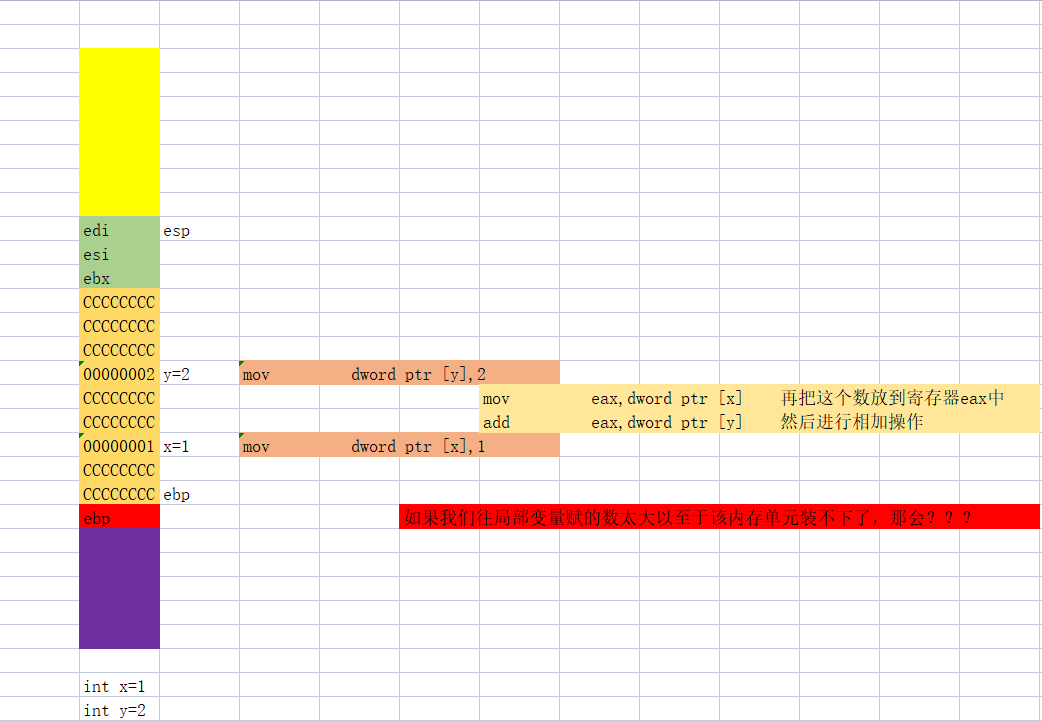 edi esp
esi
ebx
CCCCCCCC
CCCCCCCC
CCCCCCCC
00000002 y=2 mov dword ptr [y],2
CCCCCCCC mov eax,dword ptr [x] 再把这个数放到寄存器eax中
CCCCCCCC add eax,dword ptr [y] 然后进行相加操作
00000001 x=1 mov dword ptr [x],1
CCCCCCCC
CCCCCCCC ebp
ebp 如果我们往局部变量赋的数太大以至于该内存单元装不下了，那会？？？
int x=1
int y=2